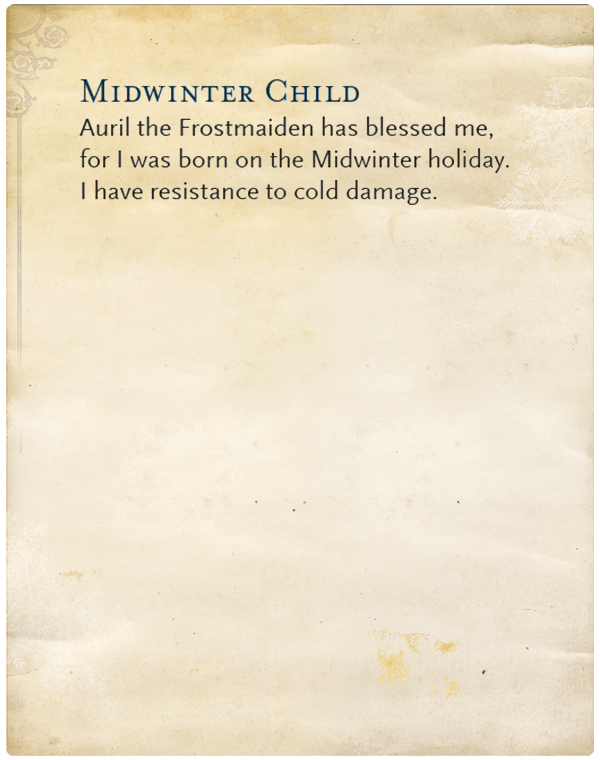 Midwinter Child
Auril the Frostmaiden has blessed me,
for I was born on the Midwinter holiday.
I have resistance to cold damage.